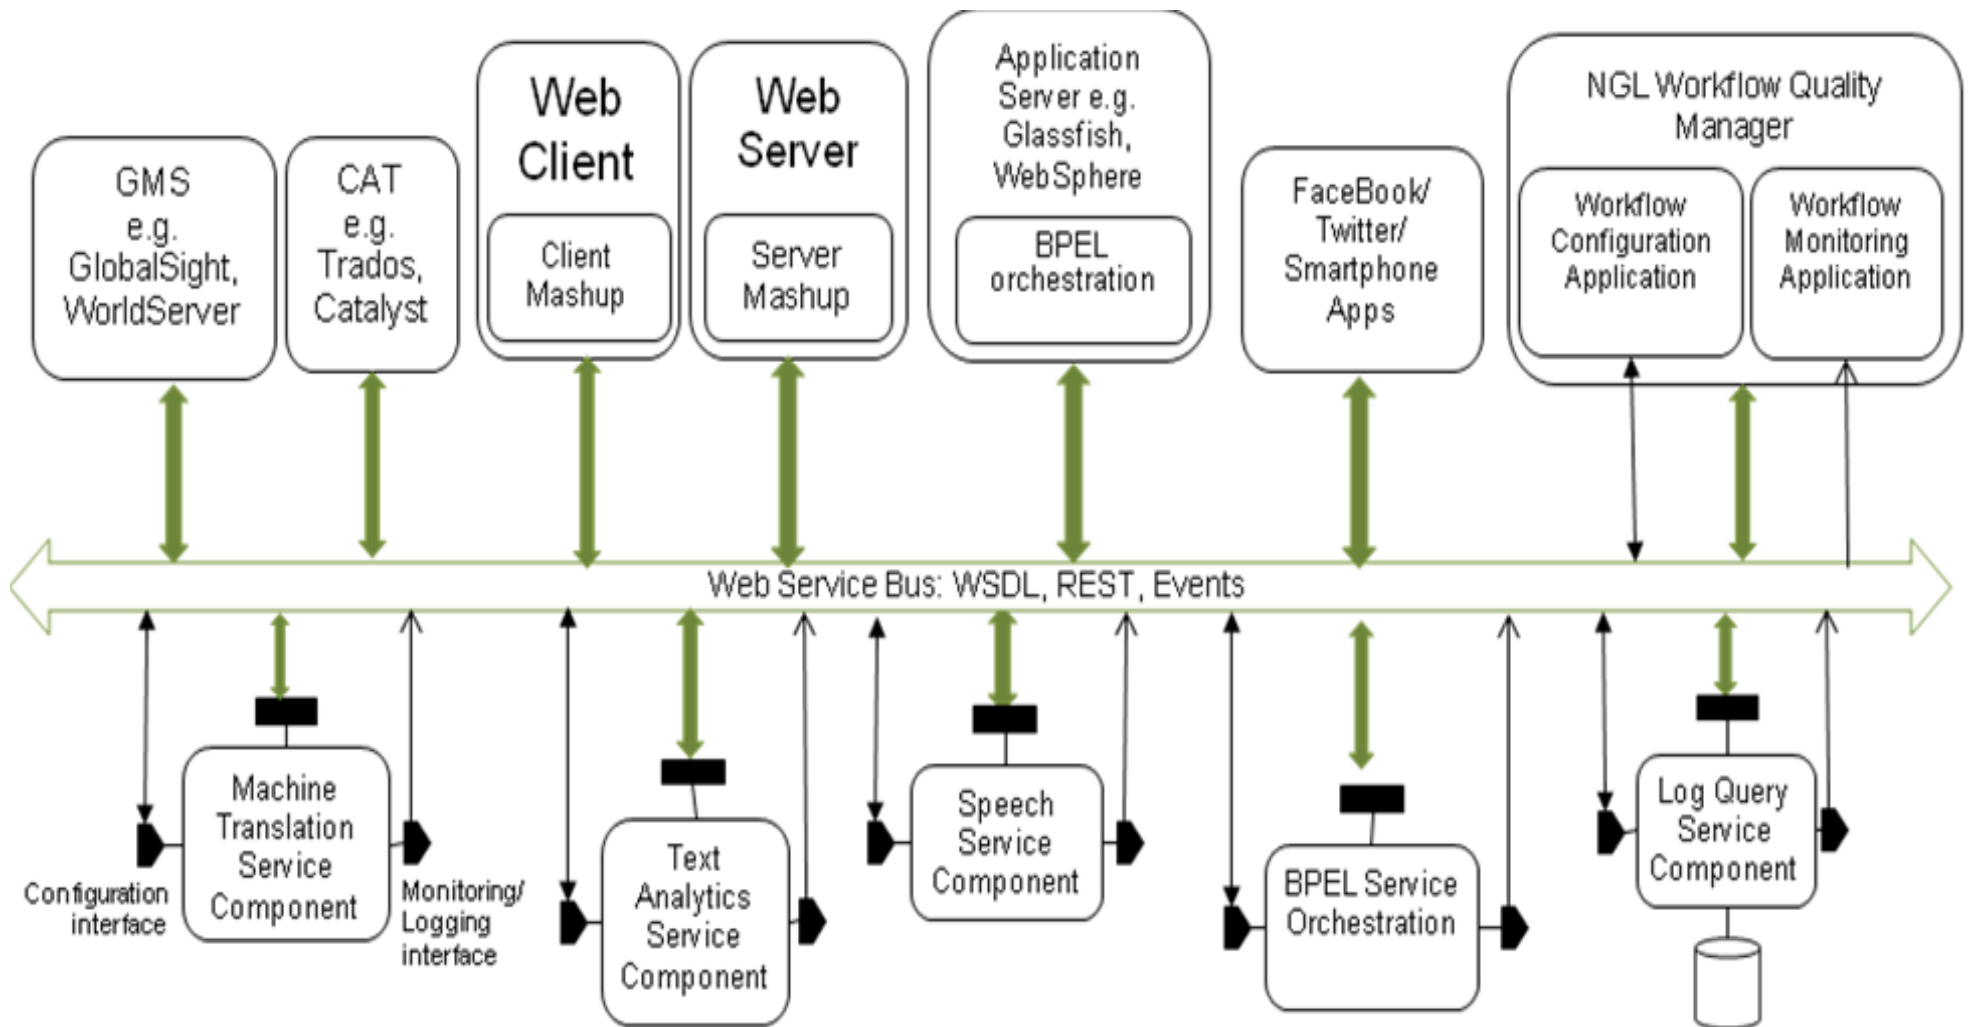 GMS
e.g.
GlobalSight,
WorldServer
CAT
e.g.
Trados,
Catalyst
Web
Client
Client
Mashup
Web
Server
Server
Mashup
Application
Server e.g.
Glassfish,
WebSphere
BPEL
orchestration
FaceBook/
Twitter/
Smartphone
Apps
NGL Workflow Quality
Manager
Workflow
Configuration
Application
Workflow
Monitoring
Application
Web Service Bus: WSDL, REST, Events
Machine
Translation
Service
Component
Configuration
interface
Monitoring/
Logging
interface
Text
Analytics
Service
Component
Speech
Service
Component
BPEL Service
Orchestration
Log Query
Service
Component